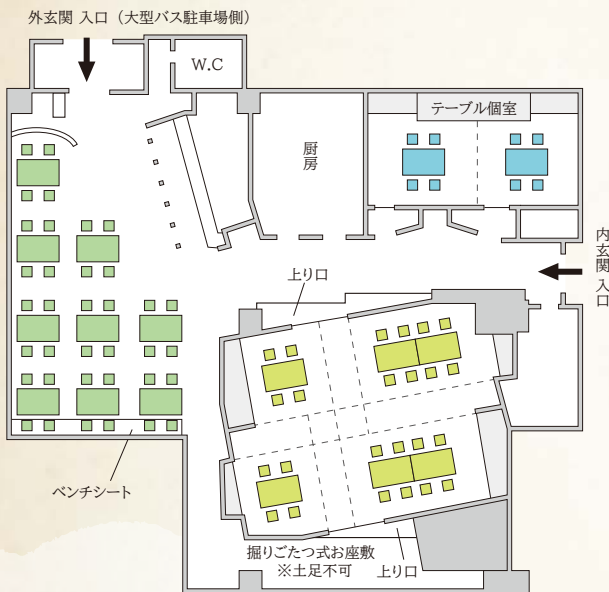 外玄関 入口（大型バス駐車場側）
W.C
テーブル個室
厨房
内玄関 入口
上り口
ベンチシート
掘りごたつ式お座敷
※土足不可
上り口